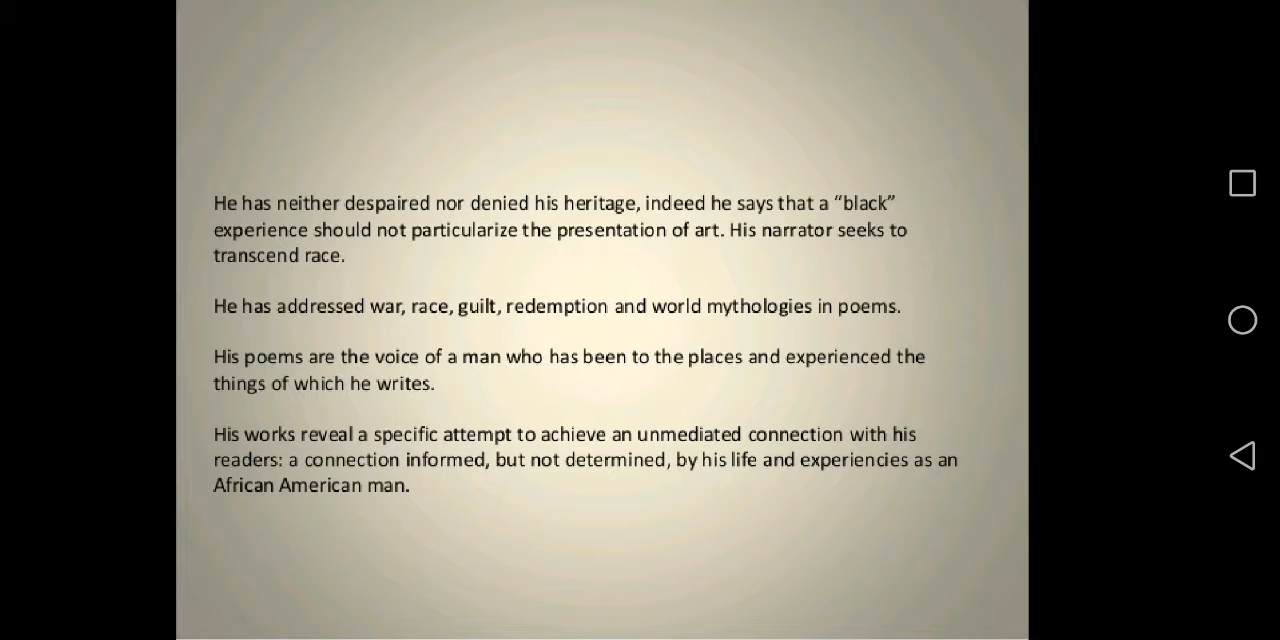 He has neither despaired nor denied his heritage, indeed he says that a “black”
experience should not particularize the presentation of art. His narrator seeks to
transcend race.
He has addressed war, race, guilt, redemption and world mythologies in poems.
His poems are the voice of a man who has been to the places and experienced the
things of which he writes.
His works reveal a specific attempt to achieve an unmediated connection with his
readers: a connection informed, but not determined, by his life and experiencies as an
African American man.